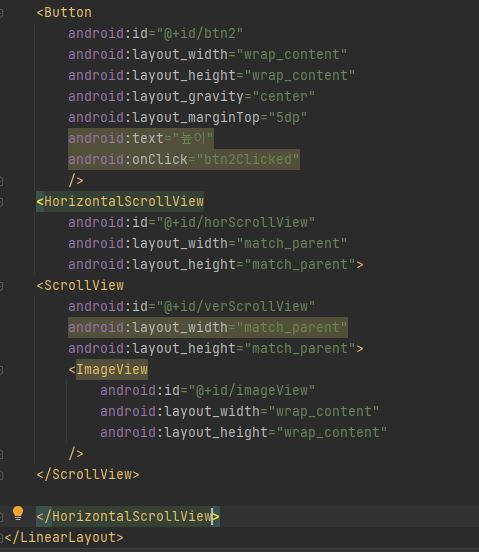 <Button
android:id="@+id/btn2"
android:layout_width="wrap_content"
android:layout_height="wrap_content"
android:layout_gravity="center"
android:layout_marginTop="5dp"
android:text="높이"
android:onClick="btn2Clicked"
/>
<HorizontalScrollView
android:id="@+id/horScrollView"
android:layout_width="match_parent"
android:layout_height="match_parent">
<ScrollView
android:id="@+id/verScrollView"
android:layout_width="match_parent"
android:layout_height="match_parent">
<ImageView
android:id="@+id/imageView"
android:layout_width="wrap_content"
android:layout_height="wrap_content"
/>
</ScrollView>
</HorizontalScrollView>
</LinearLayout>